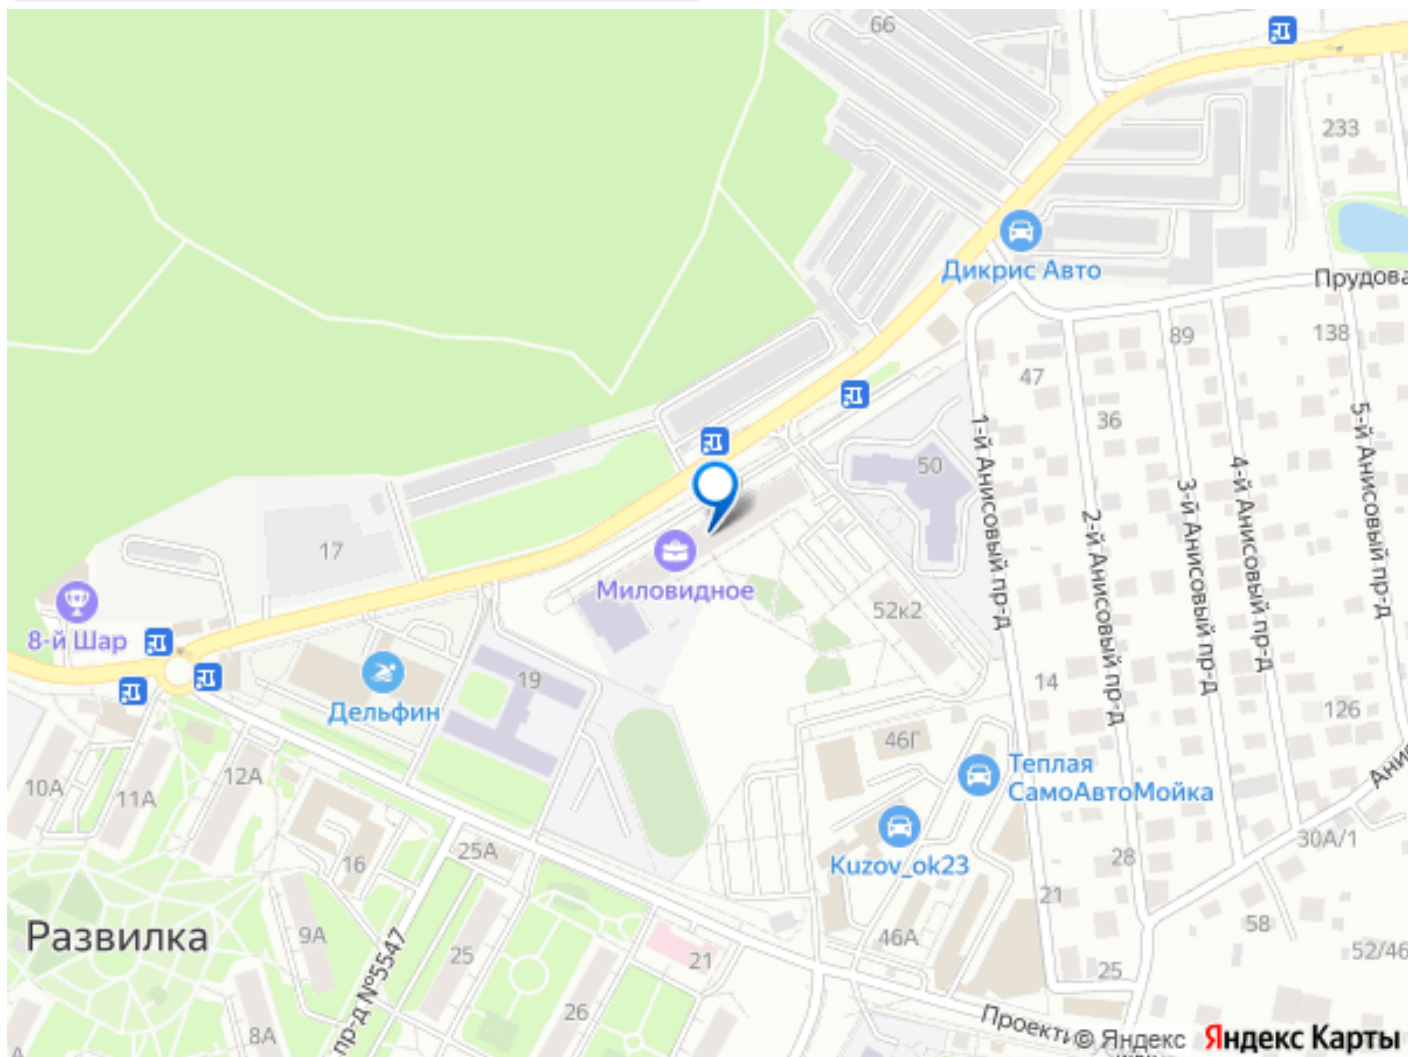 66
233
Дикрис Авто
Прудова
89
138
47
36
50
1-й Анисовый пр-д
2-й Анисовый пр-д
3-й Анисовый пр-д
4-й Анисовый пр-д
5-й Анисовый пр-д
17
Миловидное
52к2
8-й Шар
19
Дельфин
14
126
46Г
Теплая
СамоАвтоМойка
Ани
10А
11А
12А
16
25А
Kuzov_ok23
28
30А/1
21
58
Развилка
9А
пр-д №5547
25
21
46А
52/46
25
26
8А
Проекти
© Яндекс
Яндекс Карты